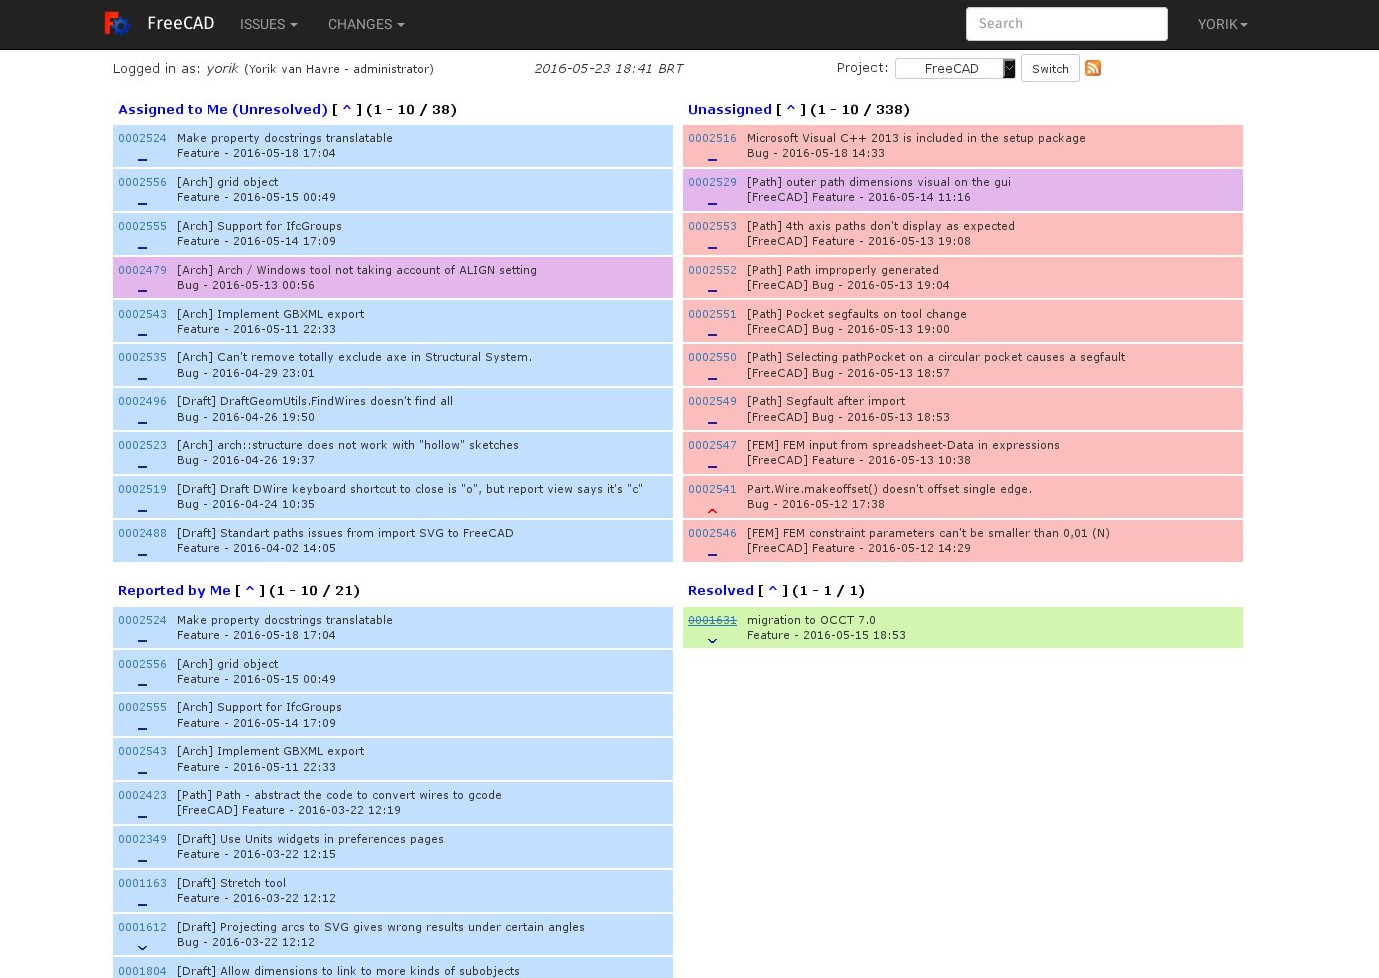 FreeCAD ISSUES CHANGES Search YORIK
Logged in as: yorik (Yorik van Havre - administrator) 2016-05-23 18:41 BRT Project: FreeCAD Switch
Assigned to Me (Unresolved) [ ^ ] (1 - 10 / 38)
0002524 Make property docstrings translatable
Feature - 2016-05-18 17:04
0002556 [Arch] grid object
Feature - 2016-05-15 00:49
0002555 [Arch] Support for IfcGroups
Feature - 2016-05-14 17:09
0002479 [Arch] Arch / Windows tool not taking account of ALIGN setting
Bug - 2016-05-13 00:56
0002543 [Arch] Implement GBXML export
Feature - 2016-05-11 22:33
0002535 [Arch] Can't remove totally exclude axe in Structural System.
Bug - 2016-04-29 23:01
0002496 [Draft] DraftGeomUtils.FindWires doesn't find all
Bug - 2016-04-26 19:50
0002523 [Arch] arch::structure does not work with "hollow" sketches
Bug - 2016-04-26 19:37
0002519 [Draft] Draft DWire keyboard shortcut to close is "o", but report view says it's "c"
Bug - 2016-04-24 10:35
0002488 [Draft] Standart paths issues from import SVG to FreeCAD
Feature - 2016-04-02 14:05
Unassigned [ ^ ] (1 - 10 / 338)
0002516 Microsoft Visual C++ 2013 is included in the setup package
Bug - 2016-05-18 14:33
0002529 [Path] outer path dimensions visual on the gui
[FreeCAD] Feature - 2016-05-14 11:16
0002553 [Path] 4th axis paths don't display as expected
[FreeCAD] Feature - 2016-05-13 19:08
0002552 [Path] Path improperly generated
[FreeCAD] Bug - 2016-05-13 19:04
0002551 [Path] Pocket segfaults on tool change
[FreeCAD] Bug - 2016-05-13 19:00
0002550 [Path] Selecting pathPocket on a circular pocket causes a segfault
[FreeCAD] Bug - 2016-05-13 18:57
0002549 [Path] Segfault after import
[FreeCAD] Bug - 2016-05-13 18:53
0002547 [FEM] FEM input from spreadsheet-Data in expressions
[FreeCAD] Feature - 2016-05-13 10:38
0002541 Part.Wire.makeoffset() doesn't offset single edge.
Bug - 2016-05-12 17:38
0002546 [FEM] FEM constraint parameters can't be smaller than 0,01 (N)
[FreeCAD] Feature - 2016-05-12 14:29
Reported by Me [ ^ ] (1 - 10 / 21)
0002524 Make property docstrings translatable
Feature - 2016-05-18 17:04
0002556 [Arch] grid object
Feature - 2016-05-15 00:49
0002555 [Arch] Support for IfcGroups
Feature - 2016-05-14 17:09
0002543 [Arch] Implement GBXML export
Feature - 2016-05-11 22:33
0002423 [Path] Path - abstract the code to convert wires to gcode
[FreeCAD] Feature - 2016-03-22 12:19
0002349 [Draft] Use Units widgets in preferences pages
Feature - 2016-03-22 12:15
0001163 [Draft] Stretch tool
Feature - 2016-03-22 12:12
0001612 [Draft] Projecting arcs to SVG gives wrong results under certain angles
Bug - 2016-03-22 12:12
0001804 [Draft] Allow dimensions to link to more kinds of subobjects
Resolved [ ^ ] (1 - 1 / 1)
0001631 migration to OCCT 7.0
Feature - 2016-05-15 18:53